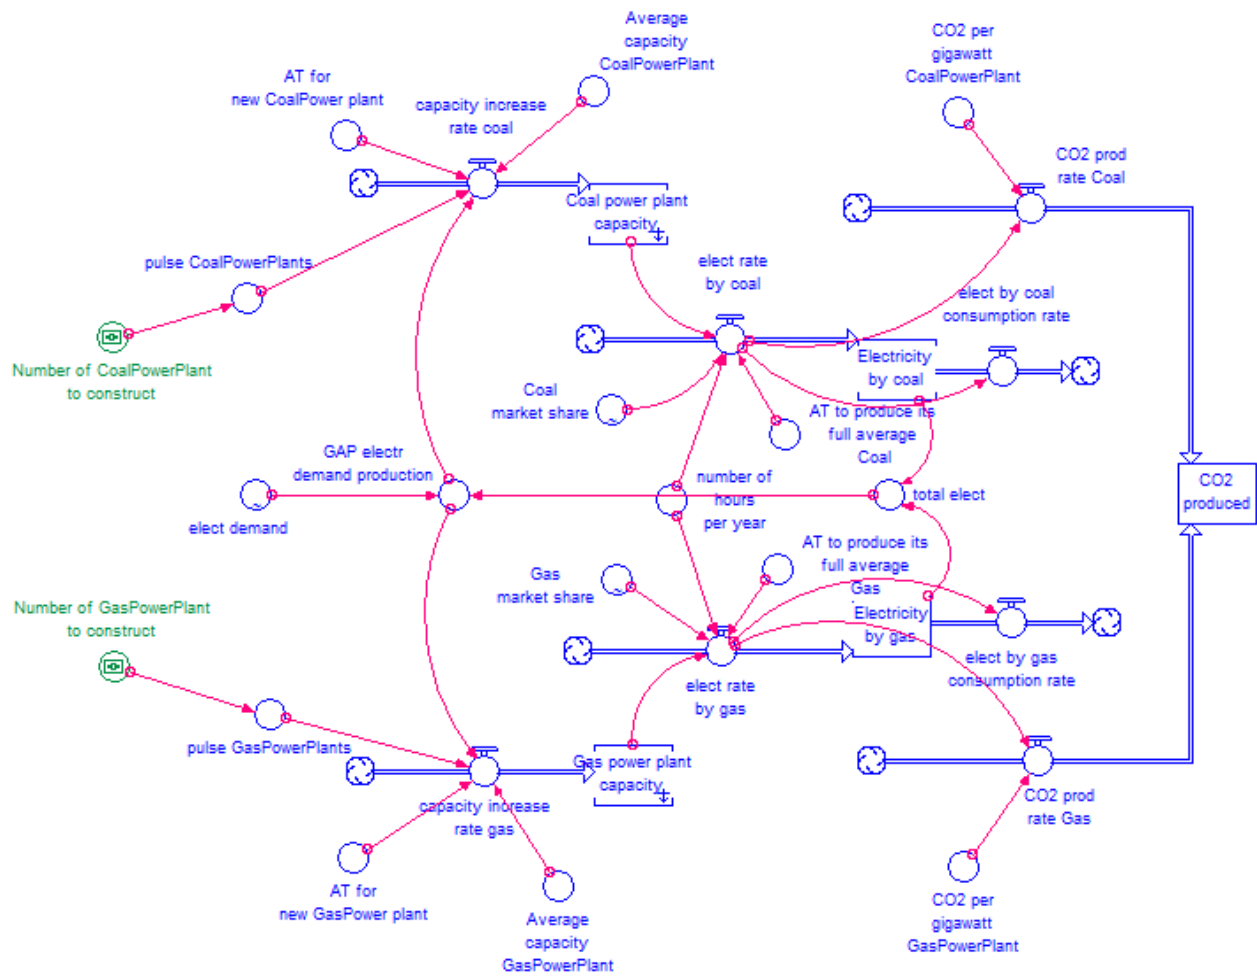 Average
capacity
CoalPowerPlant
CO2 per
gigawatt
CoalPowerPlant
AT for
new CoalPower plant
capacity increase
rate coal
CO2 prod
rate Coal
Coal power plant
capacity
pulse CoalPowerPlants
elect rate
by coal
elect by coal
consumption rate
Number of CoalPowerPlant
to construct
Electricity
by coal
Coal
market share
AT to produce its
full average
Coal
GAP electr
demand production
number of
hours
per year
total elect
CO2
produced
elect demand
AT to produce its
full average
Gas
Gas
market share
Number of GasPowerPlant
to construct
Electricity
by gas
elect by gas
consumption rate
elect rate
by gas
pulse GasPowerPlants
Gas power plant
capacity
capacity increase
rate gas
CO2 prod
rate Gas
AT for
new GasPower plant
Average
capacity
GasPowerPlant
CO2 per
gigawatt
GasPowerPlant